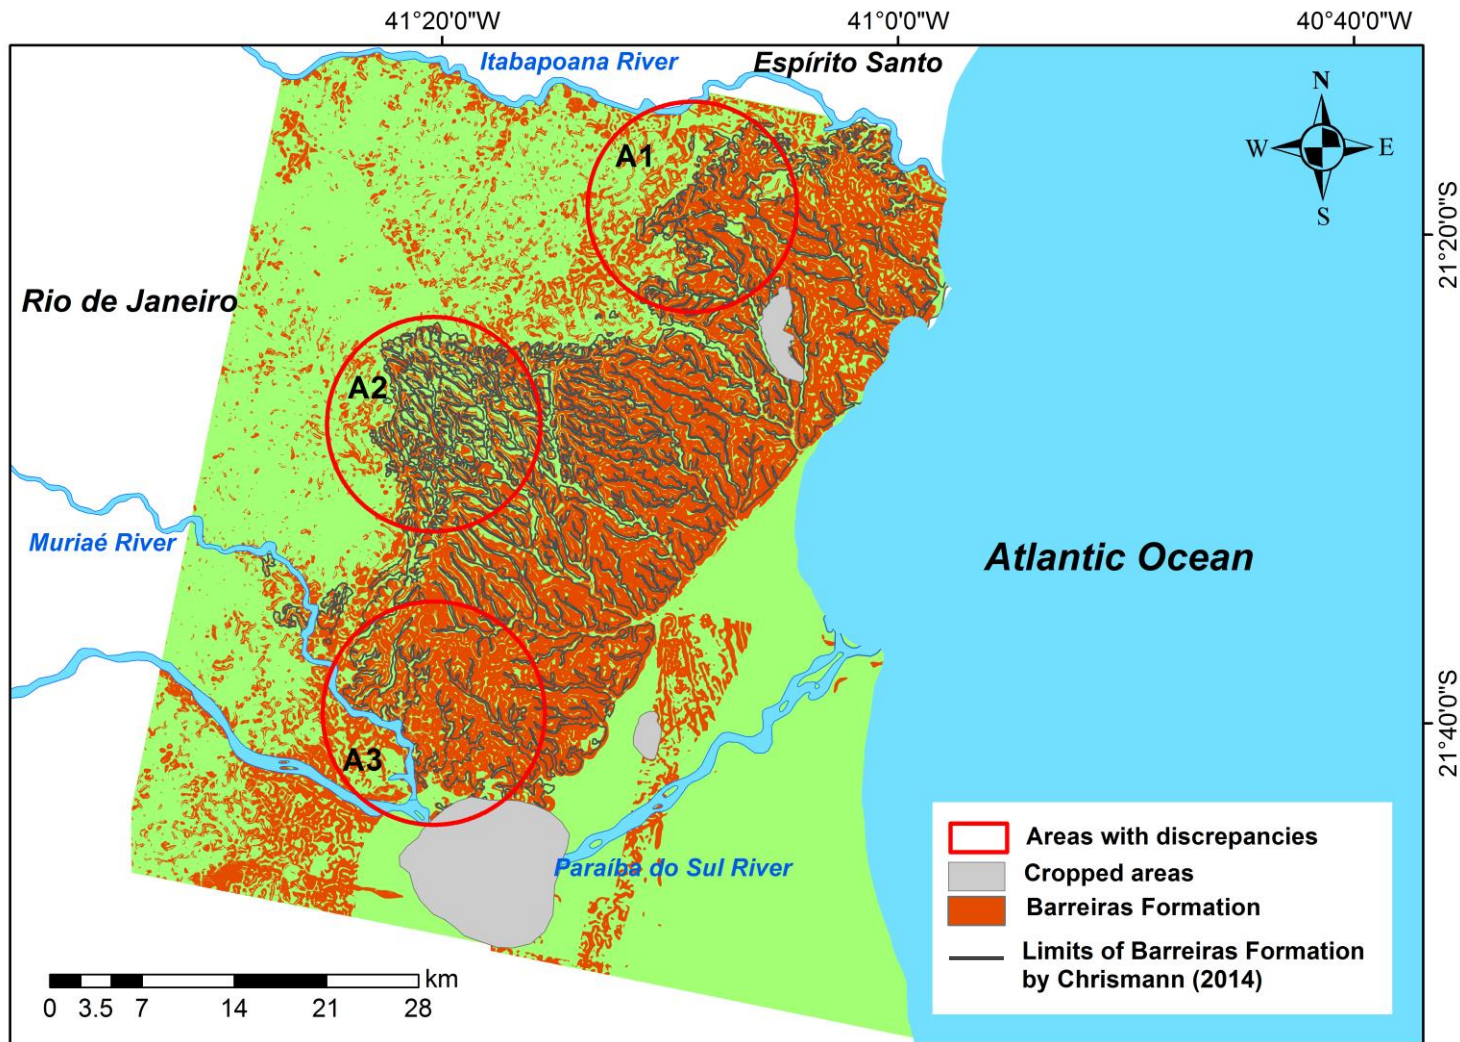 41°20'0"W
41°0'0"W
40°40'0"W
Itabapoana River
Espírito Santo
N
W
E
S
A1
21°20'0"S
Rio de Janeiro
A2
Muriaé River
Atlantic Ocean
21°40'0"S
A3
Paraíba do Sul River
Areas with discrepancies
Cropped areas
Barreiras Formation
Limits of Barreiras Formation
by Chrismann (2014)
km
0 3.5 7 14 21 28